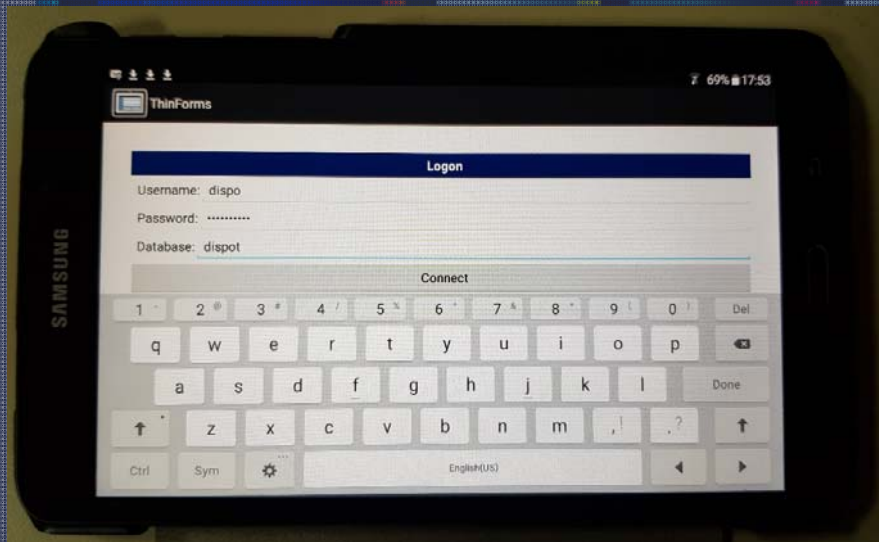 69% 17:53
ThinForms
Logon
Username: dispo
Password: ••••••••••
Database: dispot
Connect
SAMSUNG
1 2 @ 3 # 4 / 5 % 6 7 & 8 * 9 ( 0 ) Del
q w e r t y u i o p
a s d f g h j k l Done
z x c v b n m , ! . ?
Ctrl Sym English(US)